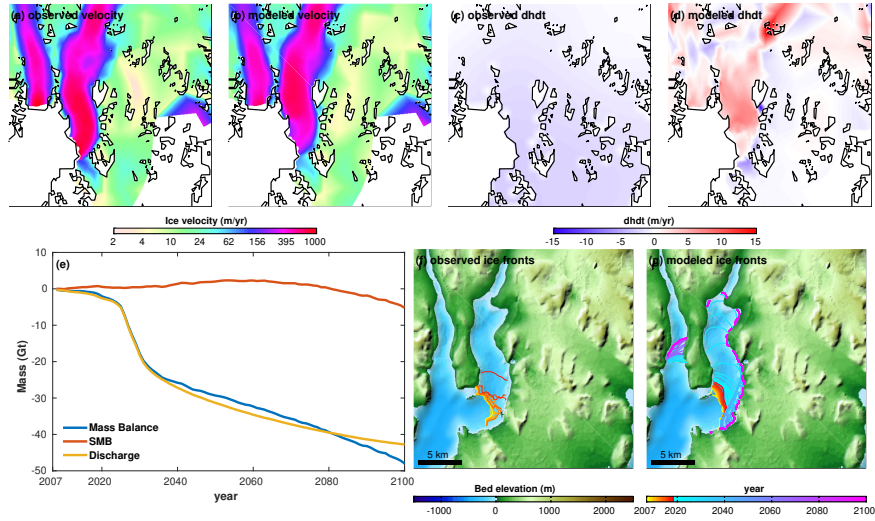 (a) observed velocity (b) modeled velocity (c) observed dhdt (d) modeled dhdt
Ice velocity (m/yr) dhdt (m/yr)
2 4 10 24 62 156 395 1000 -15 -10 -5 0 5 10 15
(e) (f) observed ice fronts (g) modeled ice fronts
10
0
-10
-20
-30
-40
-50
Mass (Gt)
Mass Balance
SMB
Discharge
2007 2020 2040 2060 2080 2100
year
5 km 5 km
Bed elevation (m) year
-1000 0 1000 2000 2007 2020 2040 2060 2080 2100